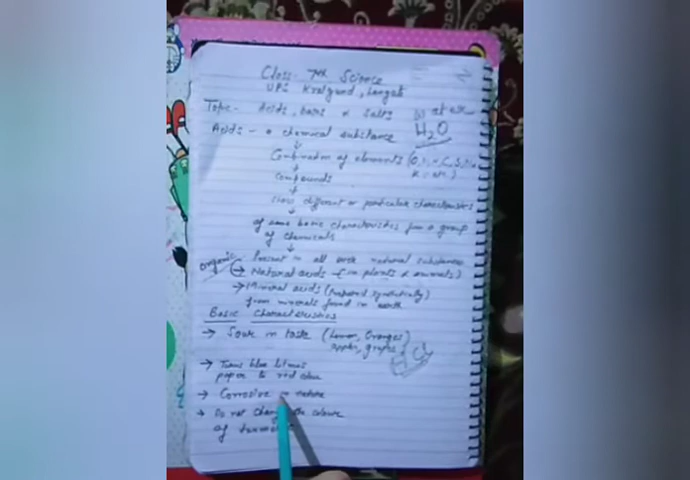 Class- 7th Science
UPS Kralgund, Langate
Topic- Acids, bases & Salts
H2O
Acids - a chemical substance
Combination of elements (O, H, C, S,
Compounds
show different or particular characteristics
of some basic characteristics form a group
of chemicals
organic
Present in all such natural substances
→ Natural acids - (in plants & animals)
→ Mineral acids (Prepared synthetically)
from minerals found in earth
Basic Characteristics
→ Sour in taste (Lemon, Oranges)
apples, grapes
HCl
→ Turns blue litmus
paper to red colour
→ Corrosive in nature
→ Do not change the colour
of